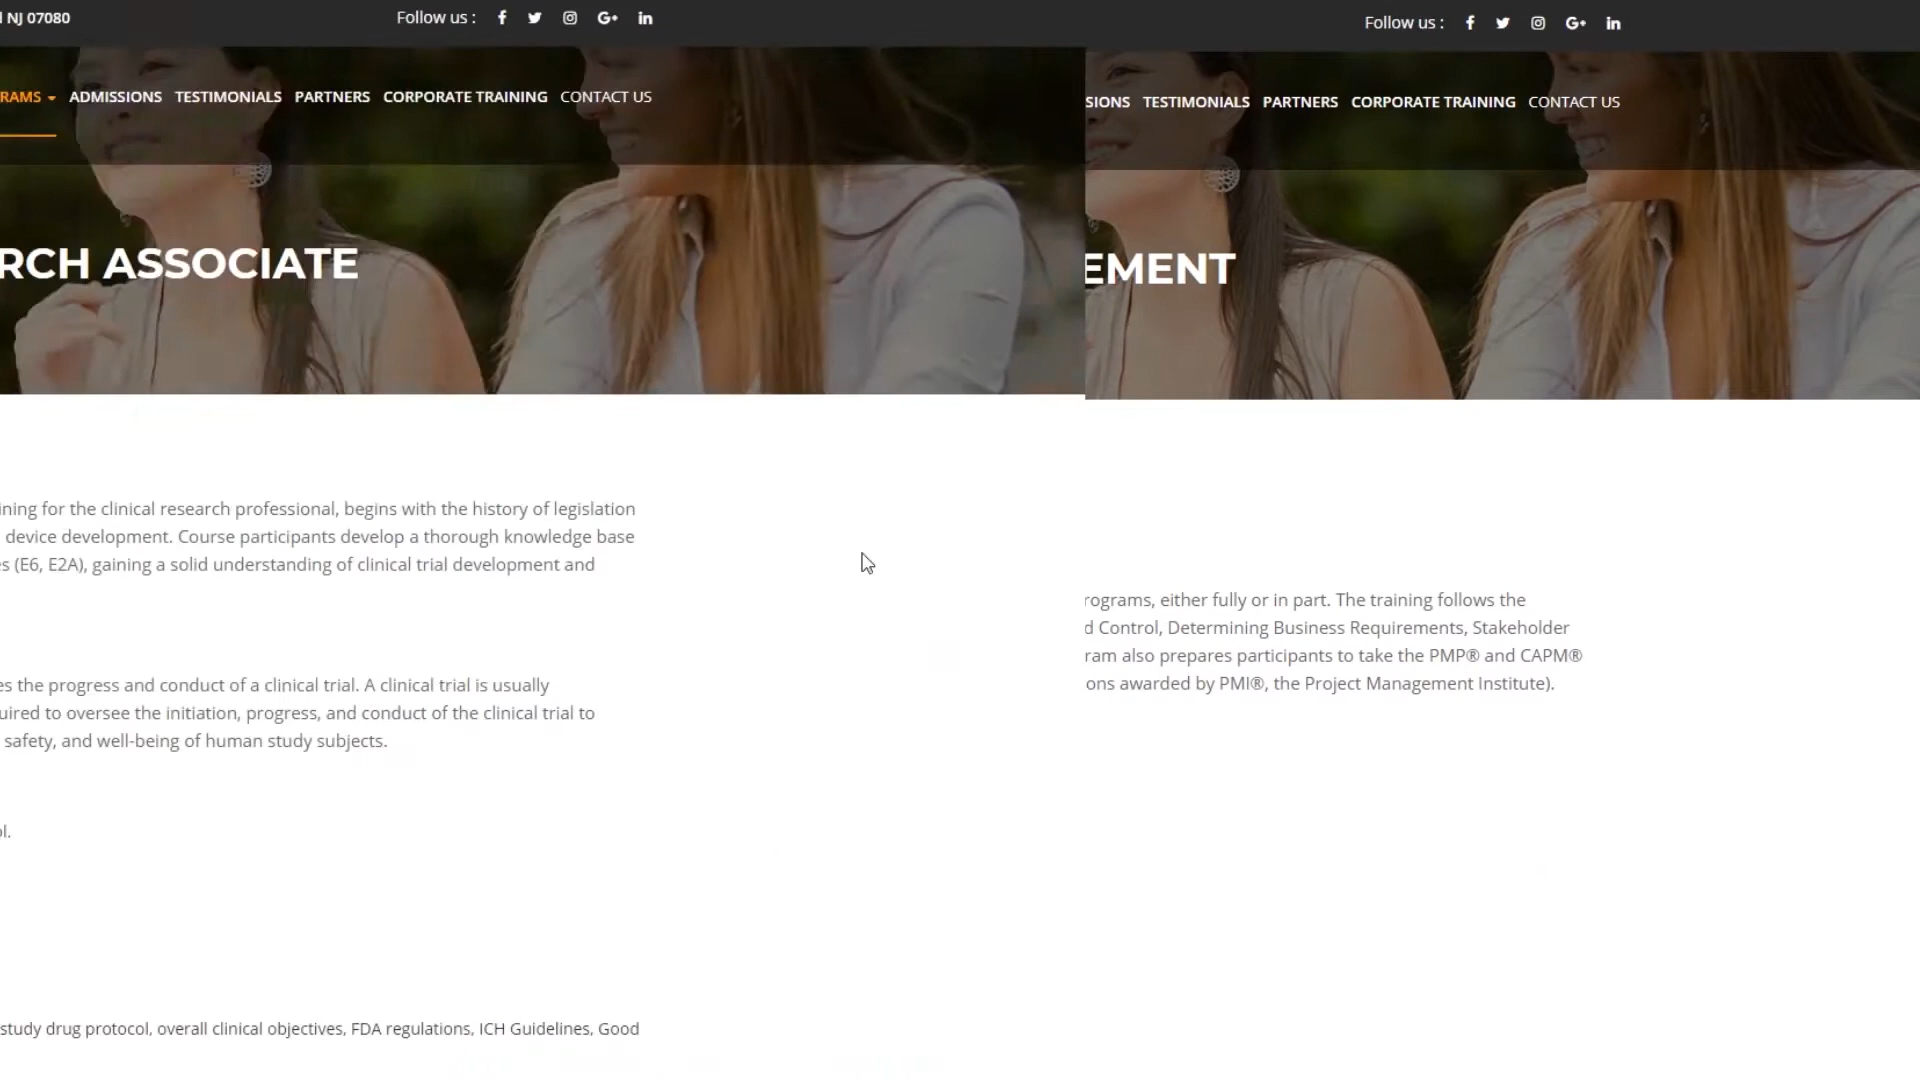 NJ 07080
Follow us :
RAMS ADMISSIONS TESTIMONIALS PARTNERS CORPORATE TRAINING CONTACT US
RCH ASSOCIATE
ining for the clinical research professional, begins with the history of legislation
device development. Course participants develop a thorough knowledge base
s (E6, E2A), gaining a solid understanding of clinical trial development and
es the progress and conduct of a clinical trial. A clinical trial is usually
uired to oversee the initiation, progress, and conduct of the clinical trial to
safety, and well-being of human study subjects.
ol.
study drug protocol, overall clinical objectives, FDA regulations, ICH Guidelines, Good
Follow us :
SIONS TESTIMONIALS PARTNERS CORPORATE TRAINING CONTACT US
EMENT
rograms, either fully or in part. The training follows the
d Control, Determining Business Requirements, Stakeholder
ram also prepares participants to take the PMP® and CAPM®
ons awarded by PMI®, the Project Management Institute).